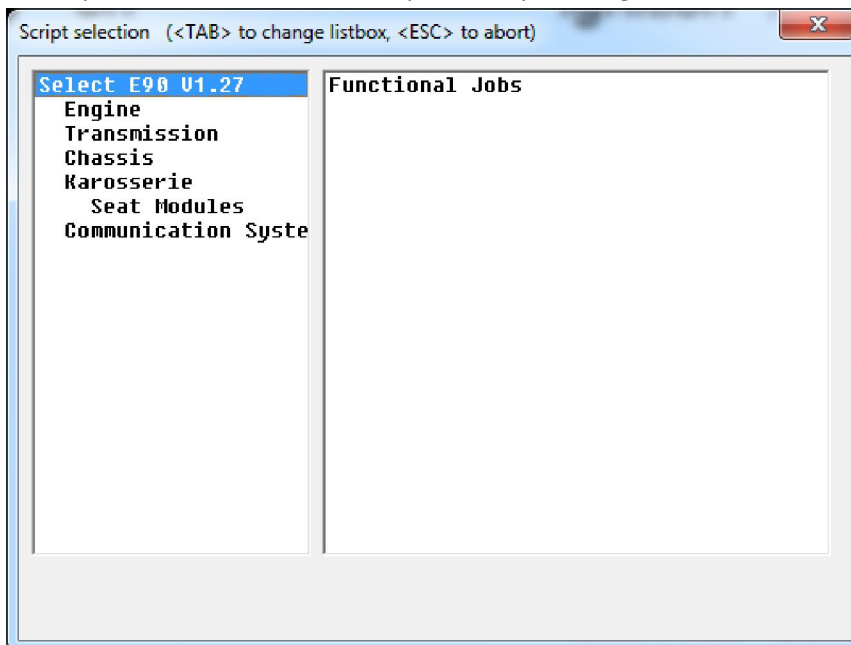 Script selection (<TAB> to change listbox, <ESC> to abort)
Select E90 V1.27
Engine
Transmission
Chassis
Karosserie
Seat Modules
Communication Syste
Functional Jobs